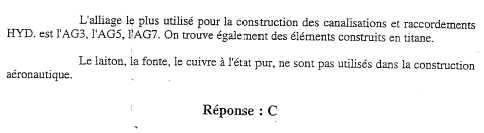 L'alliage le plus utilisé pour la construction des canalisations et raccordements
HYD. est l'AG3, l'AG5, l'AG7. On trouve également des éléments construits en titane.
Le laiton, la fonte, le cuivre à l'état pur, ne sont pas utilisés dans la construction
aéronautique.
Réponse : C